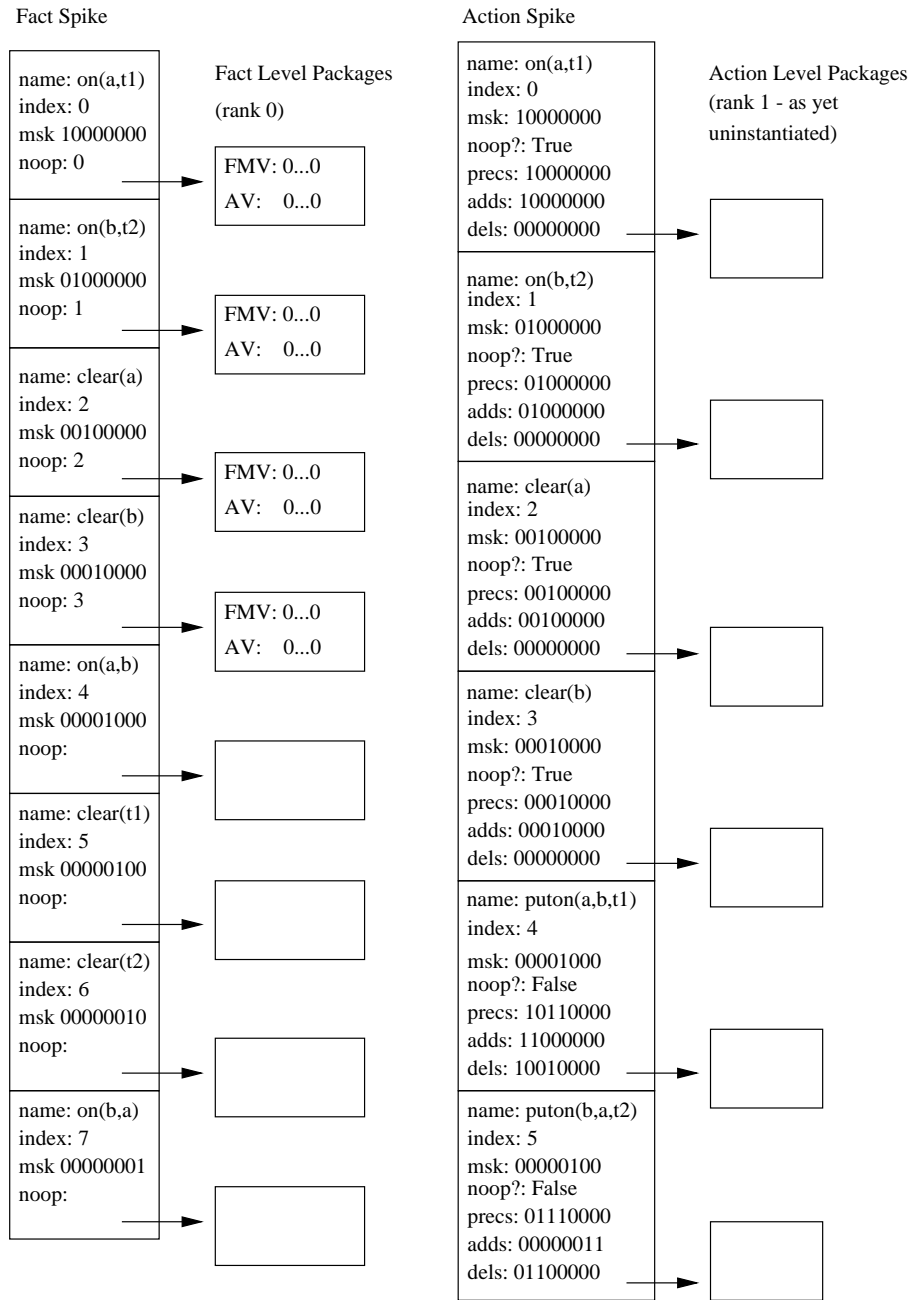 Fact Spike
name: on(a,t1)
index: 0
msk 10000000
noop: 0
name: on(b,t2)
index: 1
msk 01000000
noop: 1
name: clear(a)
index: 2
msk 00100000
noop: 2
name: clear(b)
index: 3
msk 00010000
noop: 3
name: on(a,b)
index: 4
msk 00001000
noop:
name: clear(t1)
index: 5
msk 00000100
noop:
name: clear(t2)
index: 6
msk 00000010
noop:
name: on(b,a)
index: 7
msk 00000001
noop:
Fact Level Packages
(rank 0)
FMV: 0...0
AV: 0...0
FMV: 0...0
AV: 0...0
FMV: 0...0
AV: 0...0
FMV: 0...0
AV: 0...0
Action Spike
name: on(a,t1)
index: 0
msk: 10000000
noop?: True
precs: 10000000
adds: 10000000
dels: 00000000
name: on(b,t2)
index: 1
msk: 01000000
noop?: True
precs: 01000000
adds: 01000000
dels: 00000000
name: clear(a)
index: 2
msk: 00100000
noop?: True
precs: 00100000
adds: 00100000
dels: 00000000
name: clear(b)
index: 3
msk: 00010000
noop?: True
precs: 00010000
adds: 00010000
dels: 00000000
name: puton(a,b,t1)
index: 4
msk: 00001000
noop?: False
precs: 10110000
adds: 11000000
dels: 10010000
name: puton(b,a,t2)
index: 5
msk: 00000100
noop?: False
precs: 01110000
adds: 00000011
dels: 01100000
Action Level Packages
(rank 1 - as yet
uninstantiated)